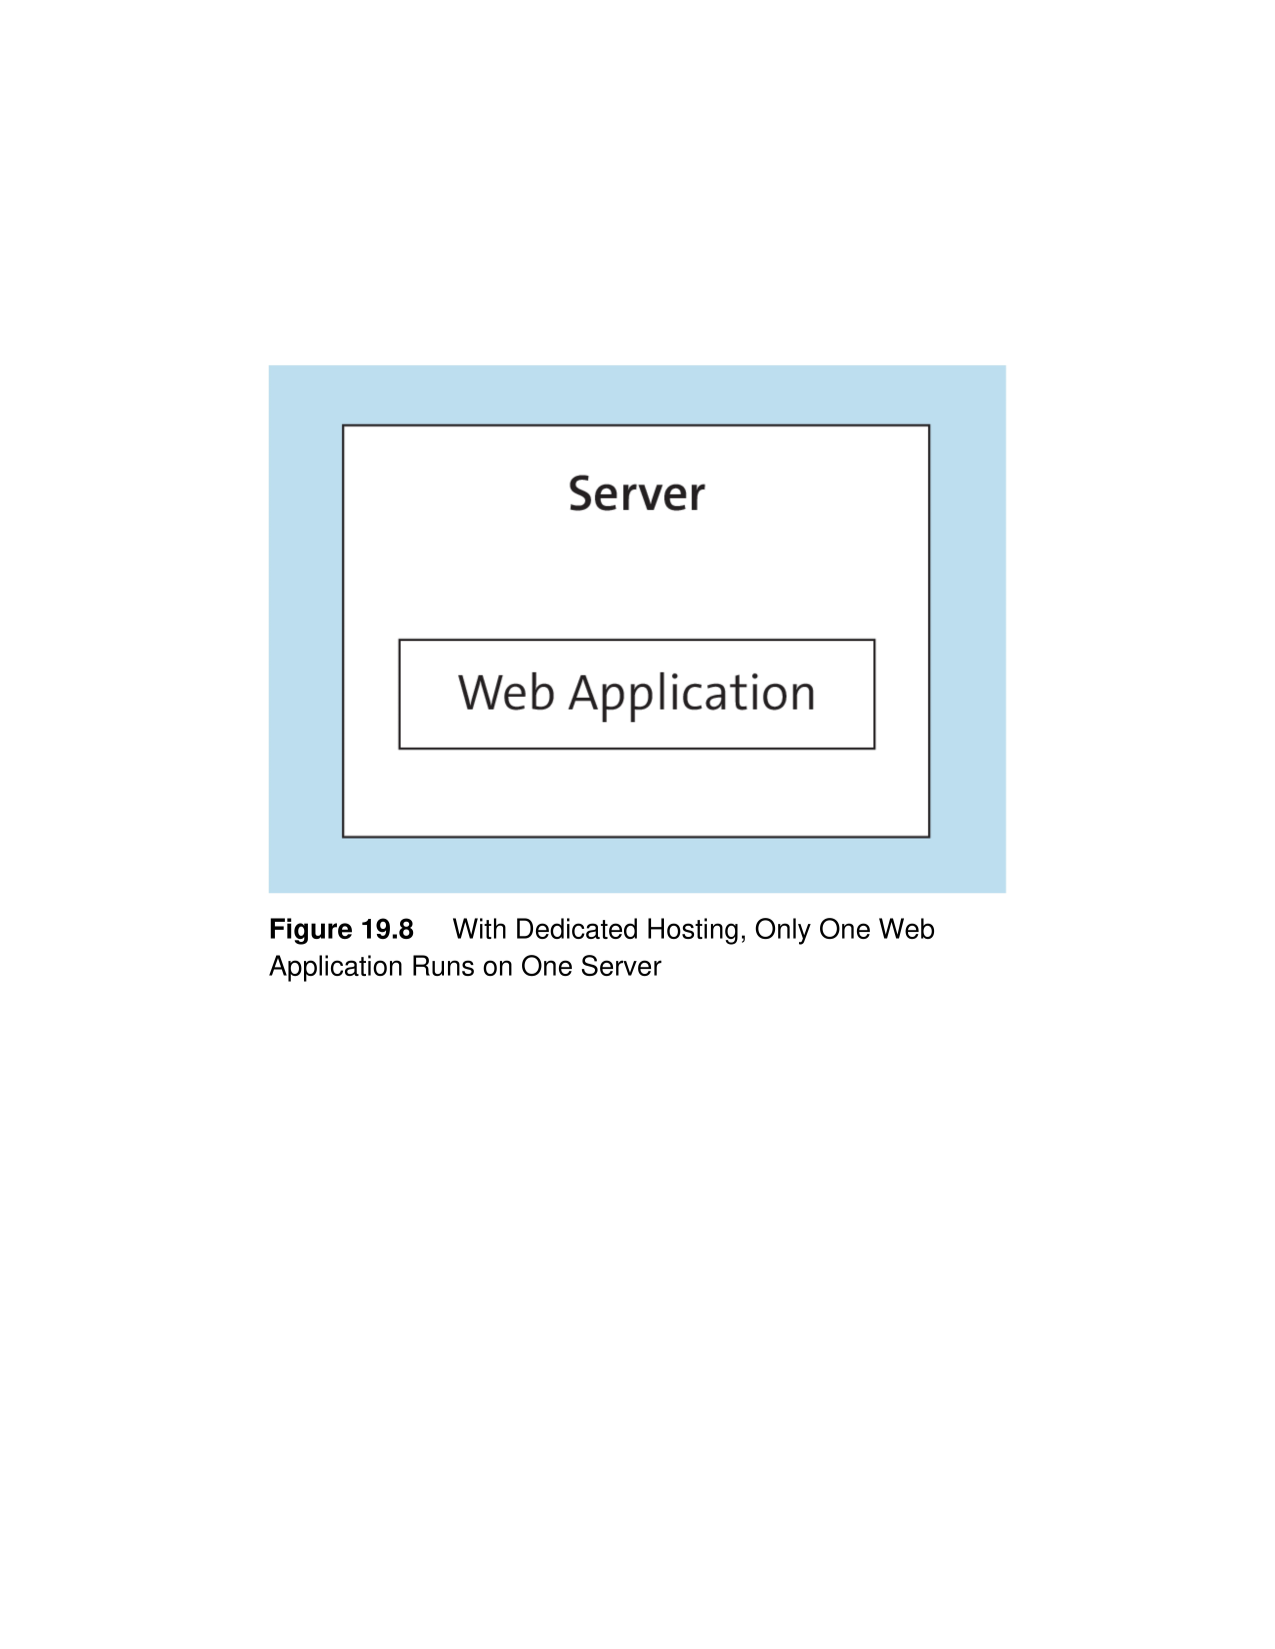 Server
Web Application
Figure 19.8 With Dedicated Hosting, Only One Web
Application Runs on One Server